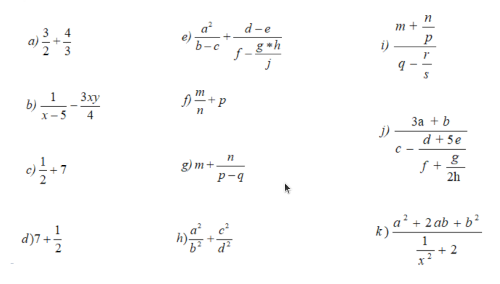 a) 3/2 + 4/3
b) 1/(x-5) - 3xy/4
c) 1/2 + 7
d) 7 + 1/2
e) a²/(b-c) + (d-e)/(f - (g*h)/j)
f) m/n + p
g) m + n/(p-q)
h) a²/b² + c²/d²
i) (m + n/p)/(q - r/s)
j) (3a + b)/(c - (d + 5e)/(f + g/2h))
k) (a² + 2ab + b²)/(1/x² + 2)